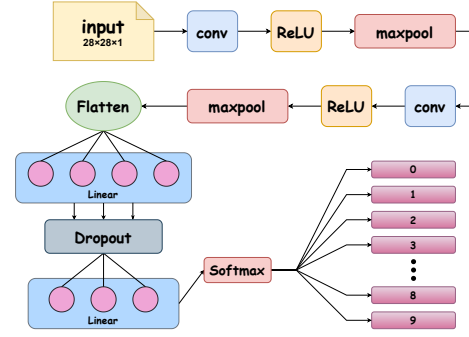 input
28×28×1
conv
ReLU
maxpool
Flatten
maxpool
ReLU
conv
Linear
Dropout
Linear
Softmax
0
1
2
3
8
9